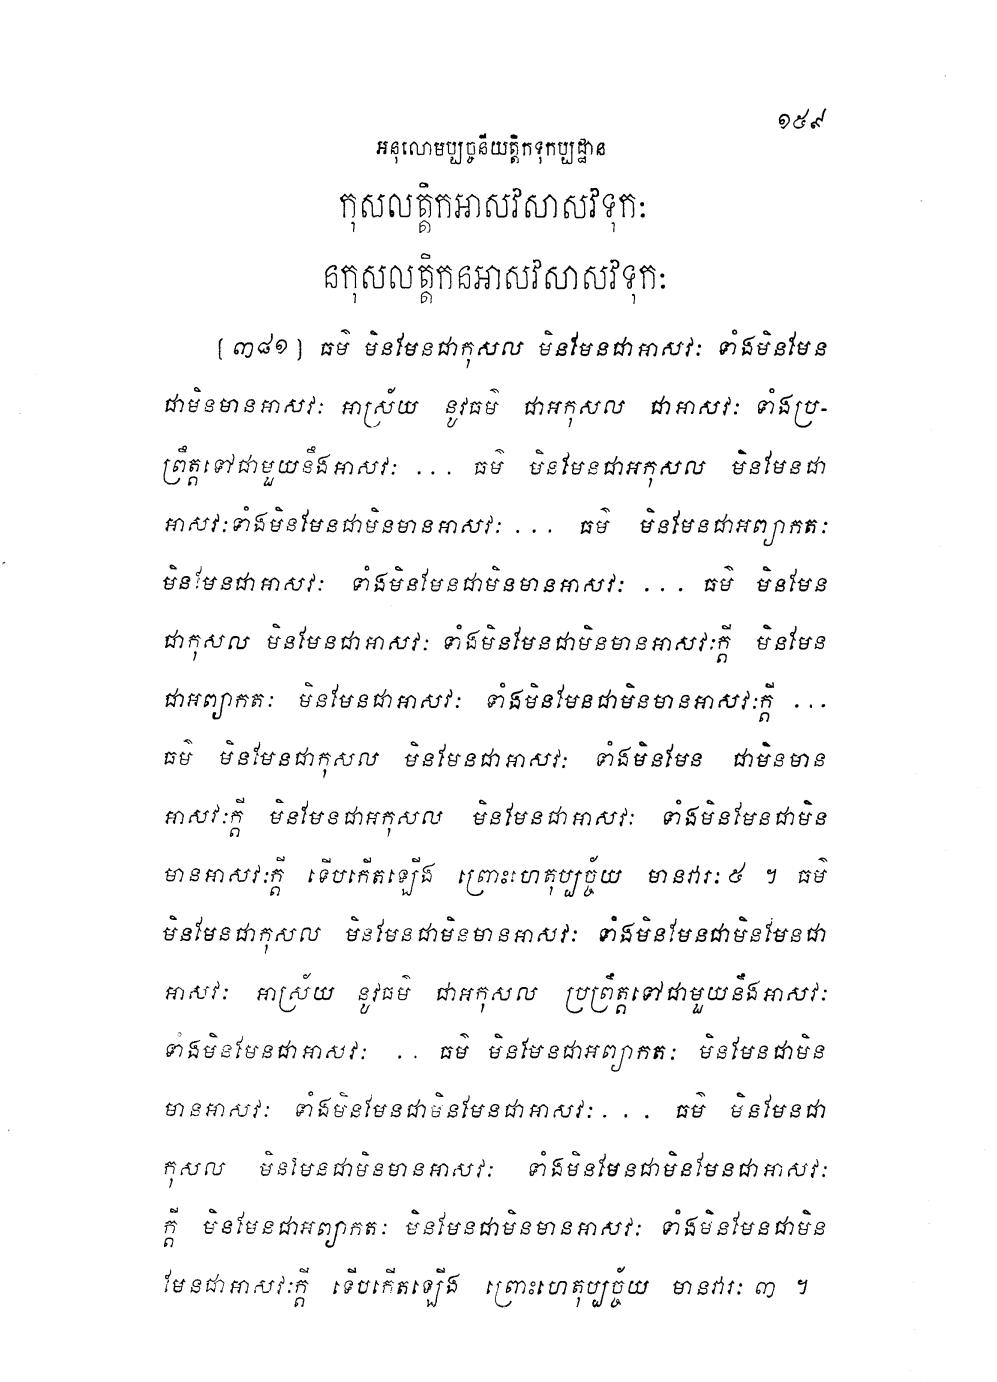 ១៥៩
អនុលោមប្បច្ចនីយត្តិកទុកប្បដ្ឋាន
កុសលត្តិកអាសវសាសវទុកៈ
នកុសលត្តិកនអាសវសាសវទុកៈ
[ ៣៨១ ] ធម៌ មិនមែនជាកុសល មិនមែនជាអាសវៈ ទាំងមិនមែន
ជាមិនមានអាសវៈ អាស្រ័យ នូវធម៌ ជាអកុសល ជាអាសវៈ ទាំងប្រ-
ព្រឹត្តទៅជាមួយនឹងអាសវៈ ... ធម៌ មិនមែនជាអកុសល មិនមែនជា
អាសវៈទាំងមិនមែនជាមិនមានអាសវៈ ... ធម៌ មិនមែនជាអព្យាកតៈ
មិនមែនជាអាសវៈ ទាំងមិនមែនជាមិនមានអាសវៈ ... ធម៌ មិនមែន
ជាកុសល មិនមែនជាអាសវៈ ទាំងមិនមែនជាមិនមានអាសវៈក្តី មិនមែន
ជាអព្យាកតៈ មិនមែនជាអាសវៈ ទាំងមិនមែនជាមិនមានអាសវៈក្តី ...
ធម៌ មិនមែនជាកុសល មិនមែនជាអាសវៈ ទាំងមិនមែន ជាមិនមាន
អាសវៈក្តី មិនមែនជាអកុសល មិនមែនជាអាសវៈ ទាំងមិនមែនជាមិន
មានអាសវៈក្តី ទើបកើតឡើង ព្រោះហេតុប្បច្ច័យ មានវារៈ ៥ ។ ធម៌
មិនមែនជាកុសល មិនមែនជាមិនមានអាសវៈ ទាំងមិនមែនជាមិនមែនជា
អាសវៈ អាស្រ័យ នូវធម៌ ជាអកុសល ប្រព្រឹត្តទៅជាមួយនឹងអាសវៈ
ទាំងមិនមែនជាអាសវៈ .. ធម៌ មិនមែនជាអព្យាកតៈ មិនមែនជាមិន
មានអាសវៈ ទាំងមិនមែនជាមិនមែនជាអាសវៈ ... ធម៌ មិនមែនជា
កុសល មិនមែនជាមិនមានអាសវៈ ទាំងមិនមែនជាមិនមែនជាអាសវៈ
ក្តី មិនមែនជាអព្យាកតៈ មិនមែនជាមិនមានអាសវៈ ទាំងមិនមែនជាមិន
មែនជាអាសវៈក្តី ទើបកើតឡើង ព្រោះហេតុប្បច្ច័យ មានវារៈ ៣ ។